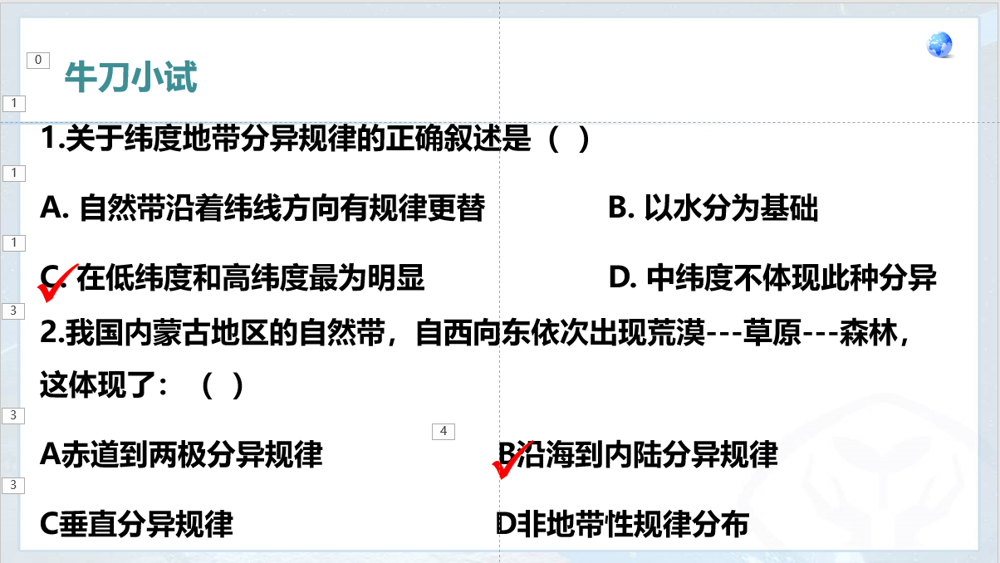 0
牛刀小试
1
1.关于纬度地带分异规律的正确叙述是（ ）
1
A. 自然带沿着纬线方向有规律更替 B. 以水分为基础
1
C. 在低纬度和高纬度最为明显 D. 中纬度不体现此种分异
3
2.我国内蒙古地区的自然带，自西向东依次出现荒漠---草原---森林，
这体现了：（ ）
3
4
A赤道到两极分异规律 B沿海到内陆分异规律
3
C垂直分异规律 D非地带性规律分布